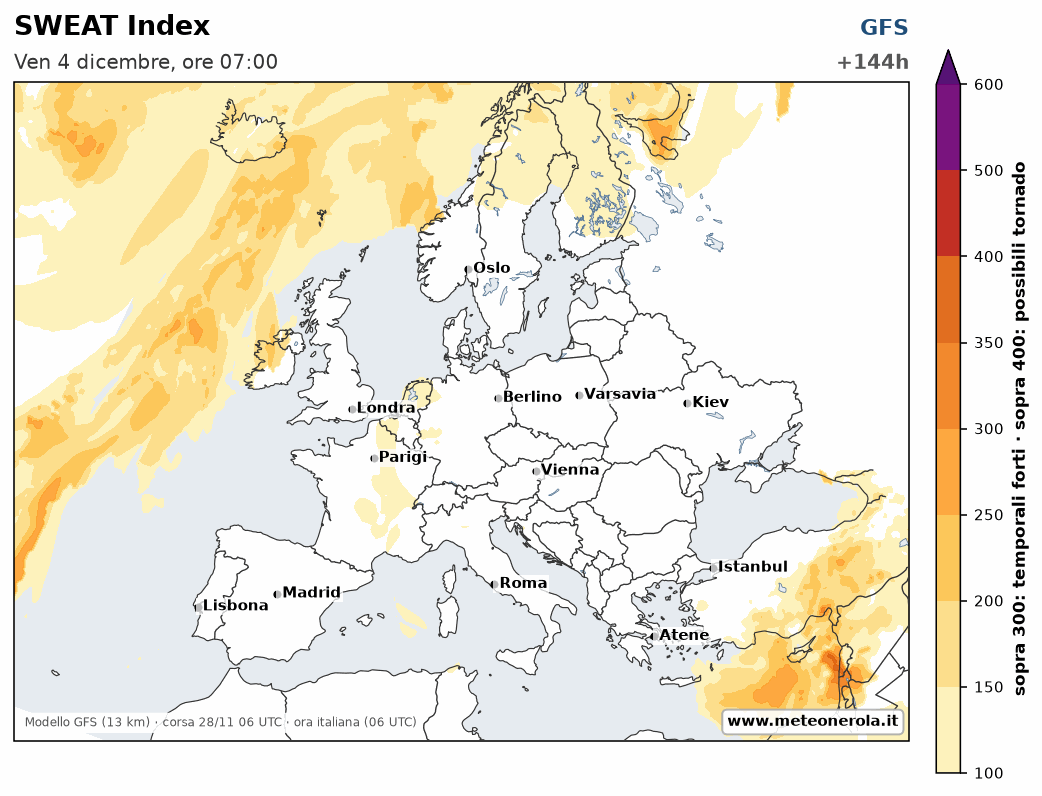 SWEAT Index
GFS
Ven 4 dicembre, ore 07:00
+144h
600
500
400
350
300
250
200
150
100
sopra 300: temporali forti · sopra 400: possibili tornado
Oslo
Berlino
Varsavia
Kiev
Londra
Parigi
Vienna
Istanbul
Roma
Madrid
Lisbona
Atene
Modello GFS (13 km) · corsa 28/11 06 UTC · ora italiana (06 UTC)
www.meteonerola.it